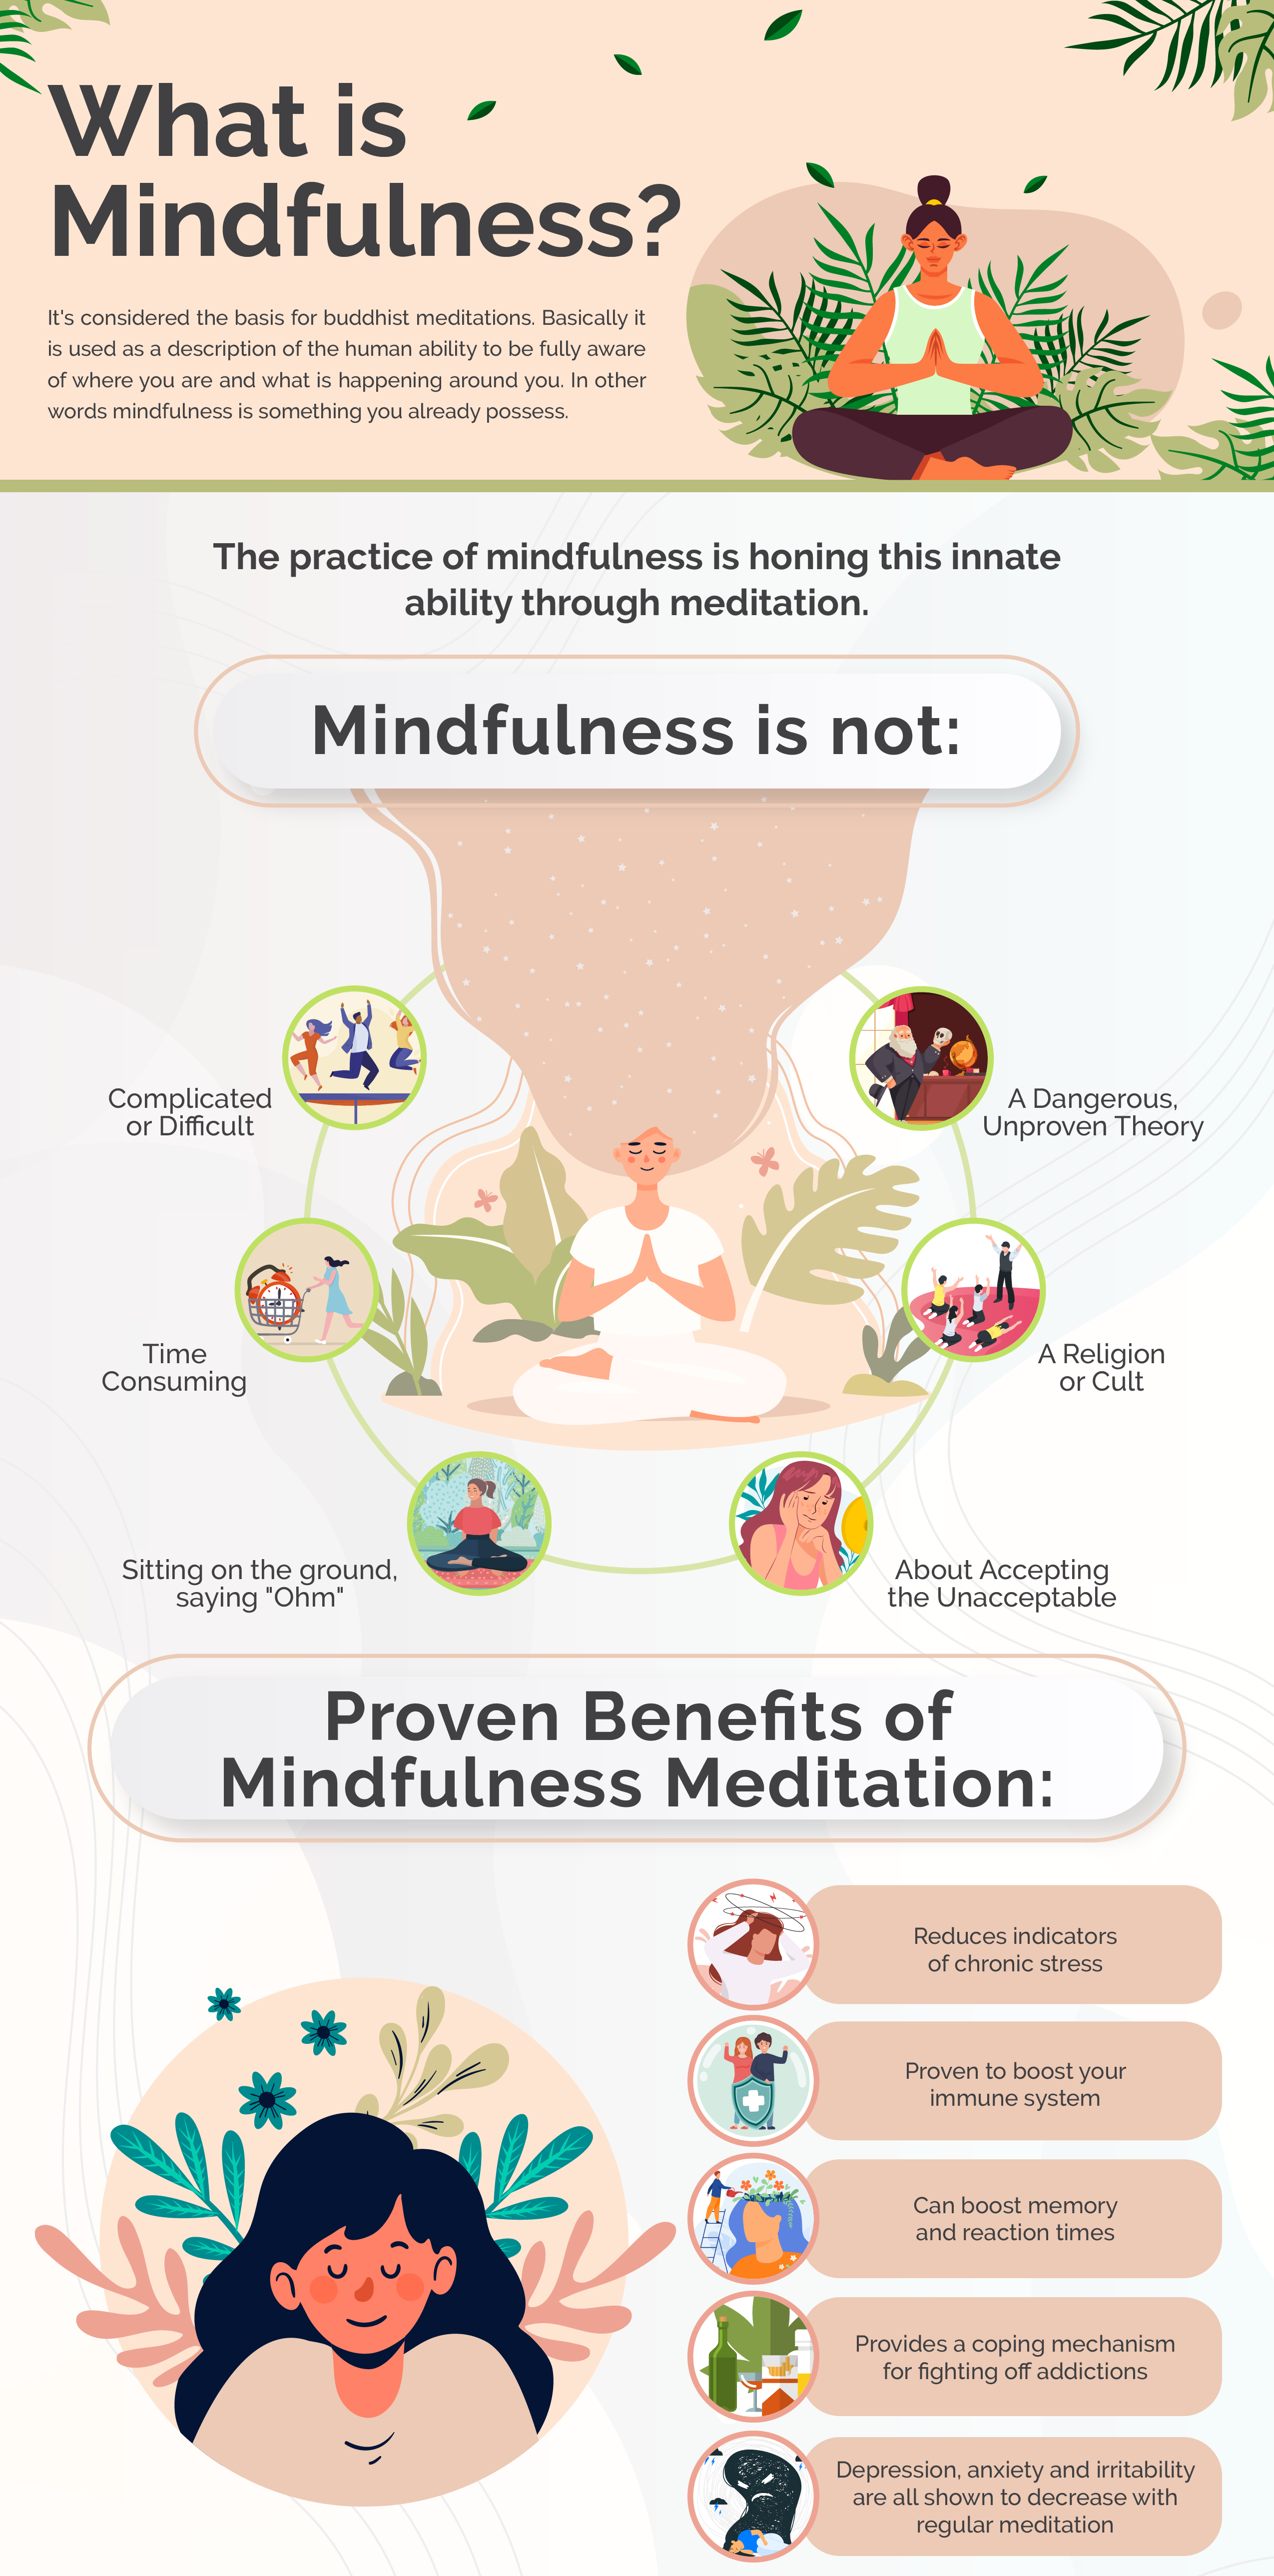 What is
Mindfulness?
It's considered the basis for buddhist meditations. Basically it
is used as a description of the human ability to be fully aware
of where you are and what is happening around you. In other
words mindfulness is something you already possess.
The practice of mindfulness is honing this innate
ability through meditation.
Mindfulness is not:
Complicated
or Difficult
A Dangerous,
Unproven Theory
Time
Consuming
A Religion
or Cult
Sitting on the ground,
saying "Ohm"
About Accepting
the Unacceptable
Proven Benefits of
Mindfulness Meditation:
Reduces indicators
of chronic stress
Proven to boost your
immune system
Can boost memory
and reaction times
Provides a coping mechanism
for fighting off addictions
Depression, anxiety and irritability
are all shown to decrease with
regular meditation